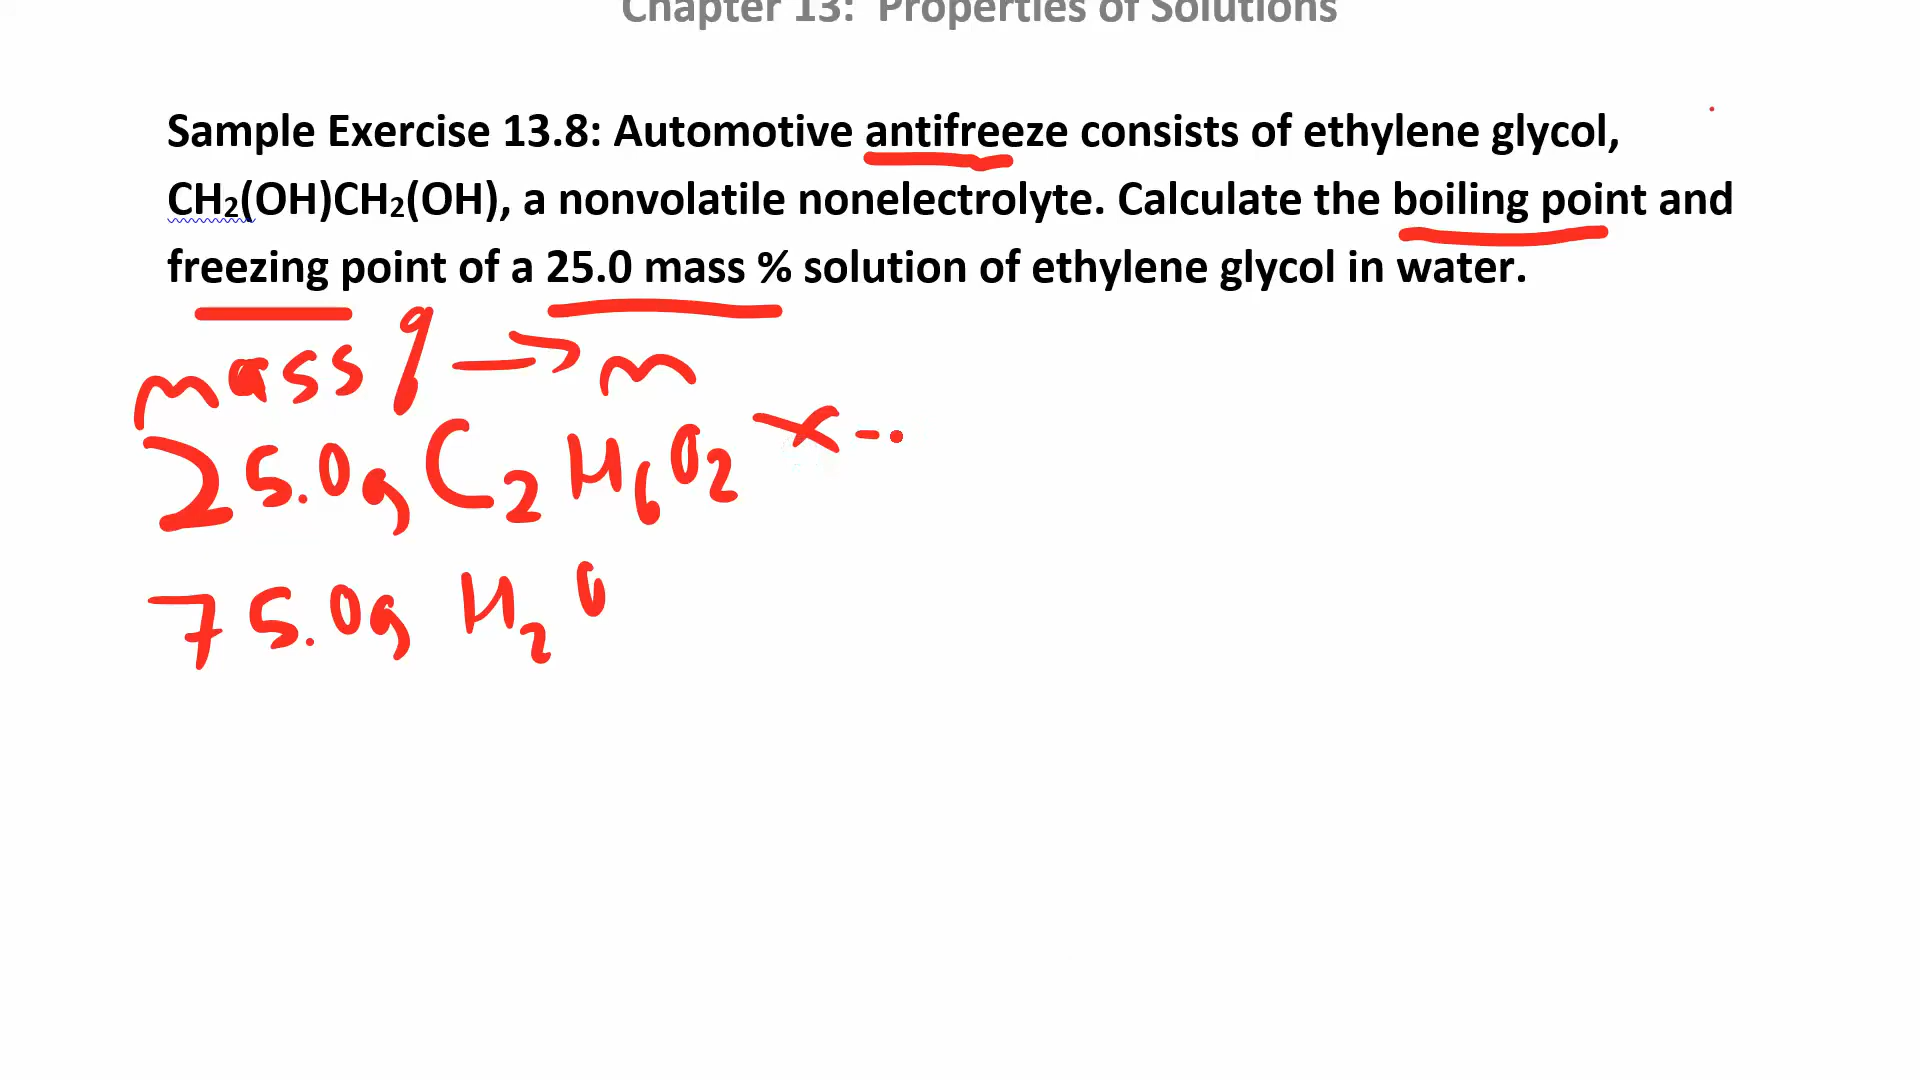 Chapter 13: Properties of Solutions
Sample Exercise 13.8: Automotive antifreeze consists of ethylene glycol,
CH₂(OH)CH₂(OH), a nonvolatile nonelectrolyte. Calculate the boiling point and
freezing point of a 25.0 mass % solution of ethylene glycol in water.
mass % → m
25.0g C₂H₆O₂ x
75.0g H₂O